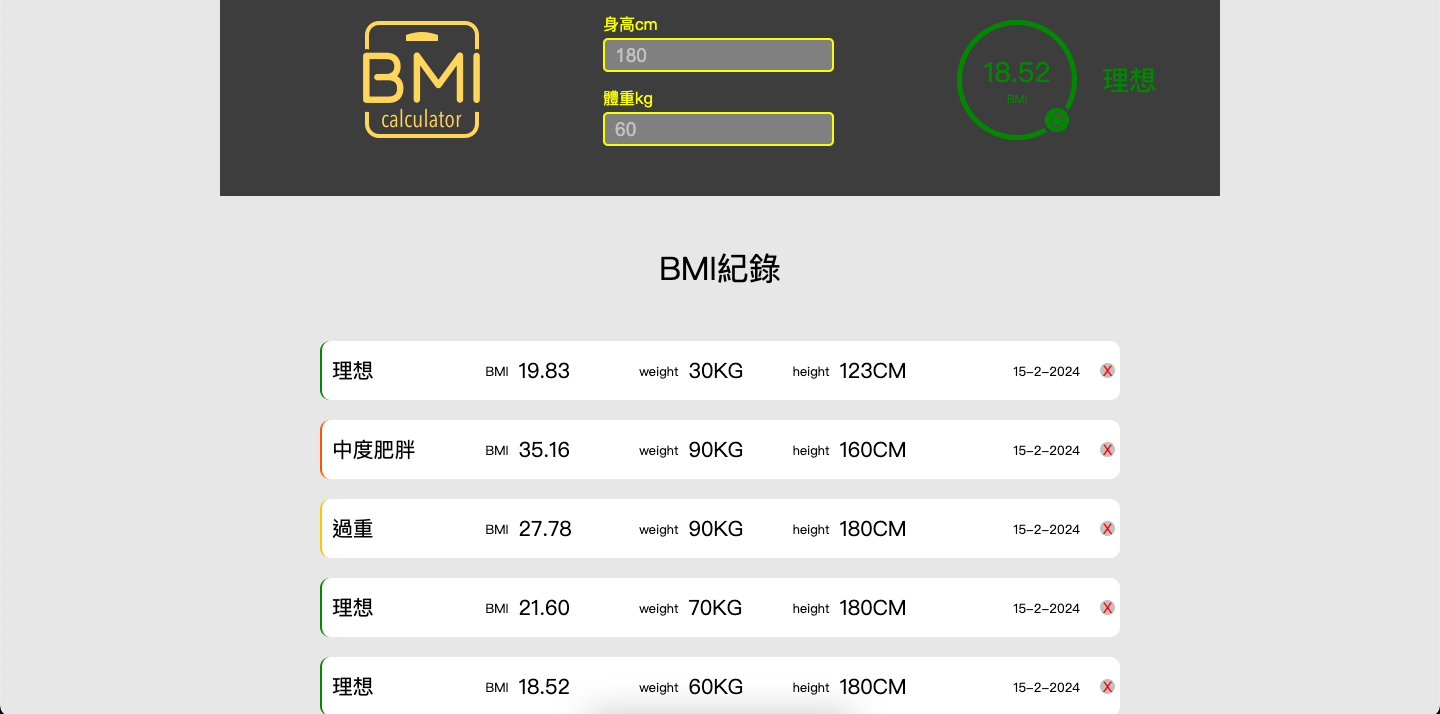 BMI
calculator
身高cm
180
體重kg
60
18.52
BMI
理想
BMI紀錄
理想 BMI 19.83 weight 30KG height 123CM 15-2-2024 X
中度肥胖 BMI 35.16 weight 90KG height 160CM 15-2-2024 X
過重 BMI 27.78 weight 90KG height 180CM 15-2-2024 X
理想 BMI 21.60 weight 70KG height 180CM 15-2-2024 X
理想 BMI 18.52 weight 60KG height 180CM 15-2-2024 X